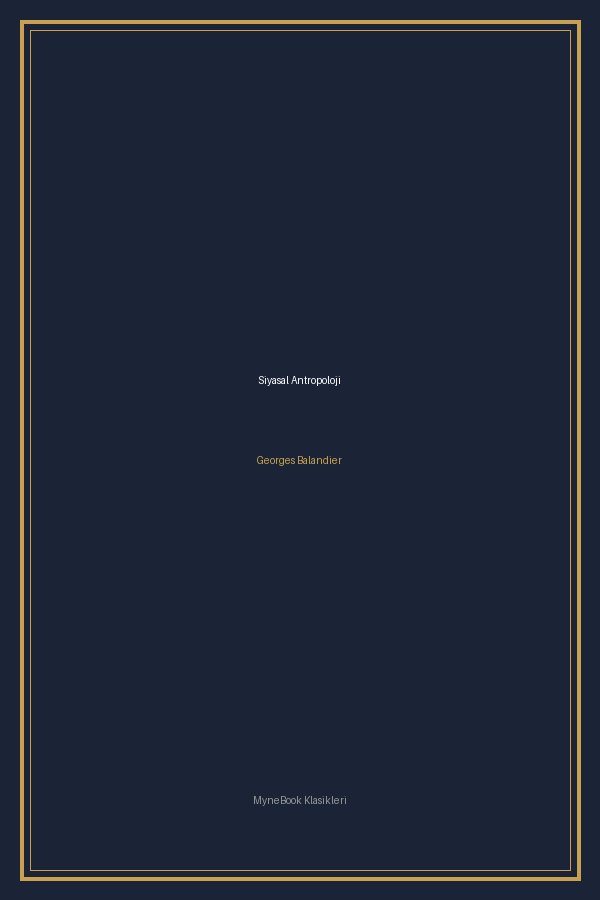 Siyasal Antropoloji
Georges Balandier
MyneBook Klasikleri